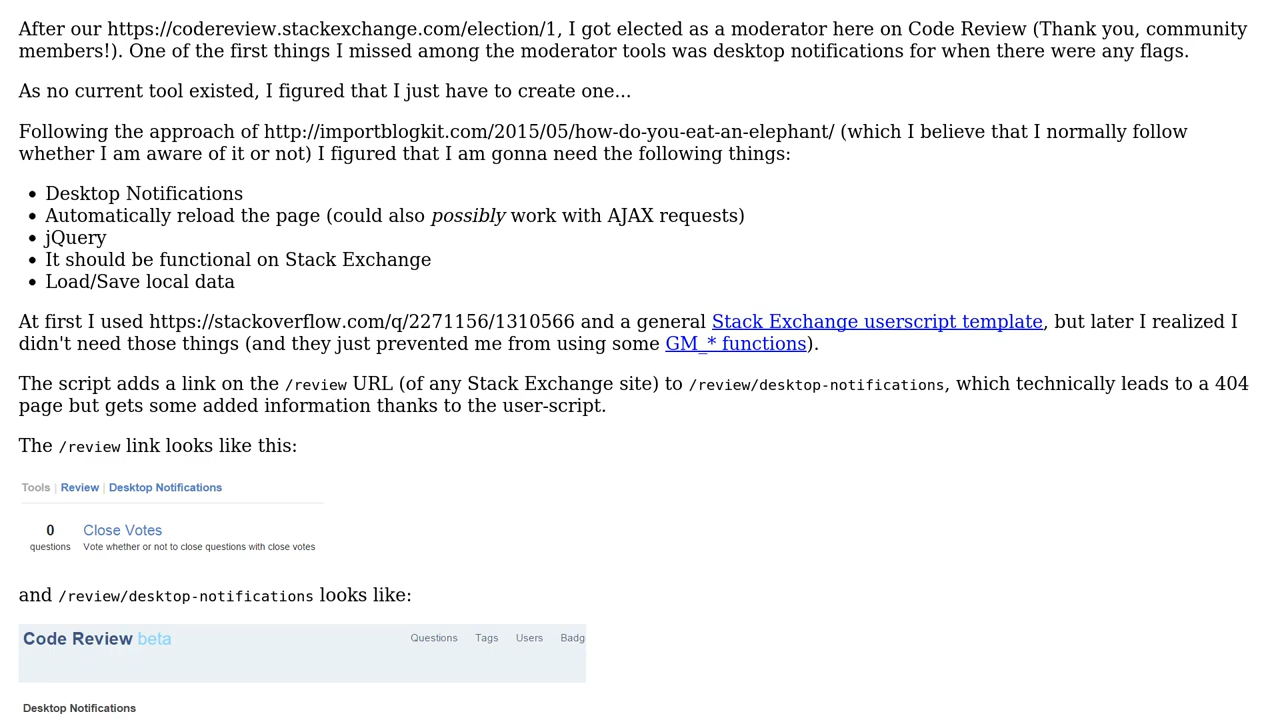 After our https://codereview.stackexchange.com/election/1, I got elected as a moderator here on Code Review (Thank you, community
members!). One of the first things I missed among the moderator tools was desktop notifications for when there were any flags.
As no current tool existed, I figured that I just have to create one...
Following the approach of http://importblogkit.com/2015/05/how-do-you-eat-an-elephant/ (which I believe that I normally follow
whether I am aware of it or not) I figured that I am gonna need the following things:
• Desktop Notifications
• Automatically reload the page (could also possibly work with AJAX requests)
• jQuery
• It should be functional on Stack Exchange
• Load/Save local data
At first I used https://stackoverflow.com/q/2271156/1310566 and a general Stack Exchange userscript template, but later I realized I
didn't need those things (and they just prevented me from using some GM_* functions).
The script adds a link on the /review URL (of any Stack Exchange site) to /review/desktop-notifications, which technically leads to a 404
page but gets some added information thanks to the user-script.
The /review link looks like this:
Tools | Review | Desktop Notifications
0 Close Votes
questions Vote whether or not to close questions with close votes
and /review/desktop-notifications looks like:
Code Review beta Questions Tags Users Badg
Desktop Notifications